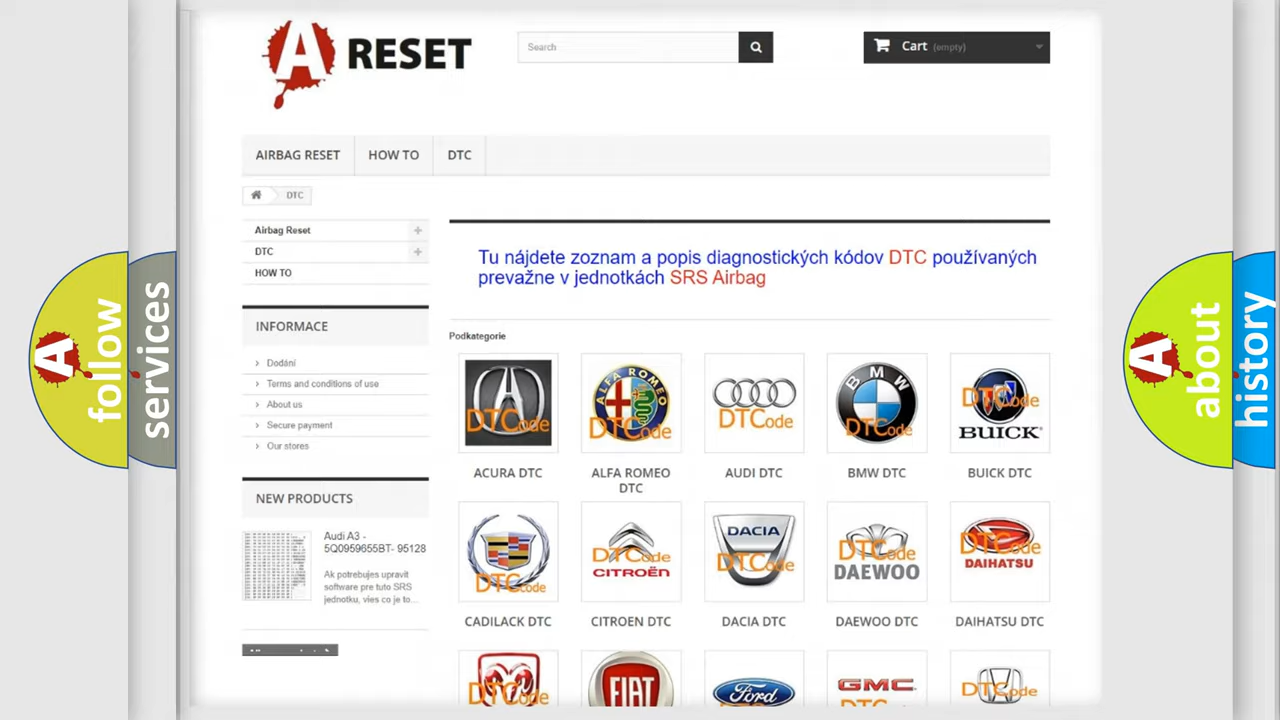 A RESET
Search
Cart (empty)
AIRBAG RESET
HOW TO
DTC
DTC
Airbag Reset
DTC
HOW TO
Tu nájdete zoznam a popis diagnostických kódov DTC používaných
prevažne v jednotkách SRS Airbag
INFORMACE
Dodání
Terms and conditions of use
About us
Secure payment
Our stores
NEW PRODUCTS
Audi A3 -
5Q0959655BT- 95128
Ak potrebujes upravit
software pre tuto SRS
jednotku, vies co je to...
Podkategorie
DTCode
ALFA ROMEO
DTCode
DTCode
BMW
DTCode
DTCode
BUICK
ACURA DTC
ALFA ROMEO
DTC
AUDI DTC
BMW DTC
BUICK DTC
DTCode
DTCode
CITROËN
DACIA
DTCode
DTCode
DAEWOO
DTCode
DAIHATSU
CADILACK DTC
CITROEN DTC
DACIA DTC
DAEWOO DTC
DAIHATSU DTC
DTCode
FIAT
Ford
GMC
DTCode
A follow
services
A about
history